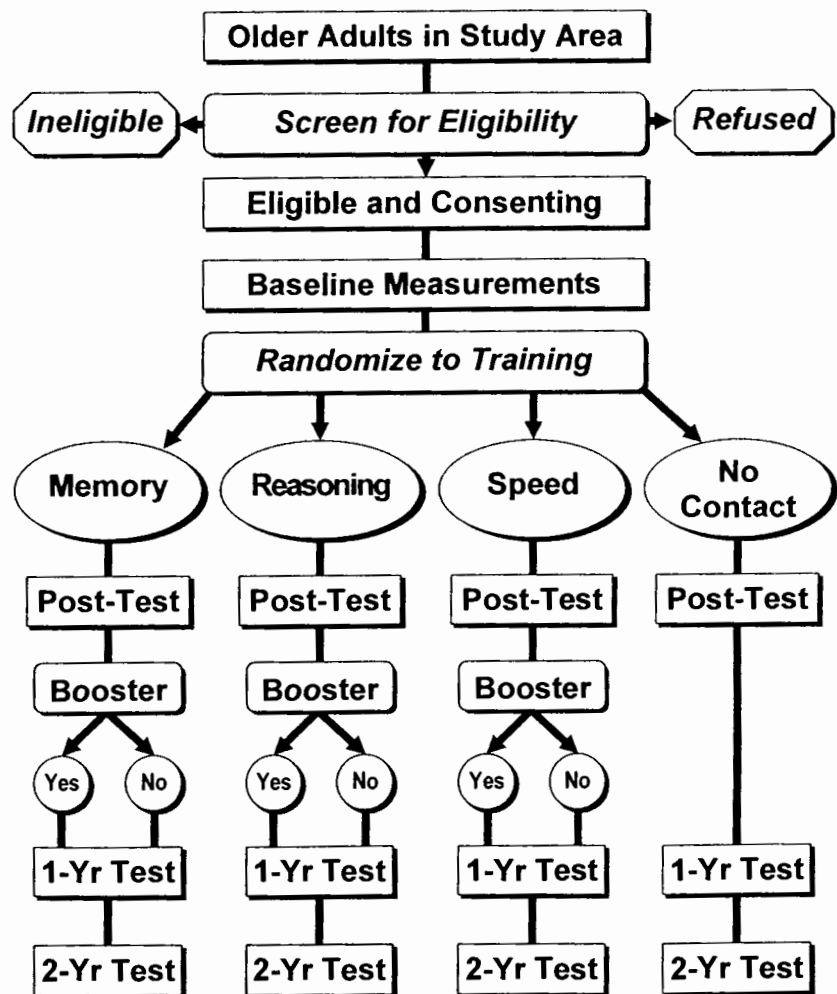 Older Adults in Study Area
Ineligible
Screen for Eligibility
Refused
Eligible and Consenting
Baseline Measurements
Randomize to Training
Memory
Reasoning
Speed
No
Contact
Post-Test
Post-Test
Post-Test
Post-Test
Booster
Booster
Booster
Yes
No
Yes
No
Yes
No
1-Yr Test
1-Yr Test
1-Yr Test
1-Yr Test
2-Yr Test
2-Yr Test
2-Yr Test
2-Yr Test